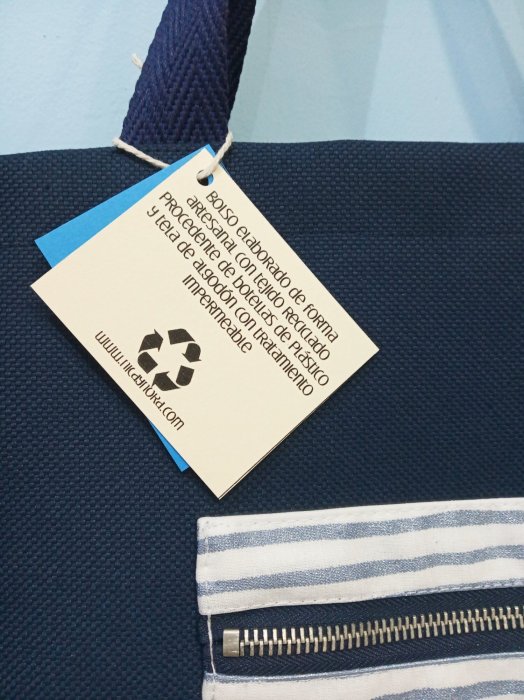 BOLSO elaborado de forma
artesanal con tejido reciclado
procedente de botellas de plástico
y tela de algodón con tratamiento
impermeable
www.nicaynora.com